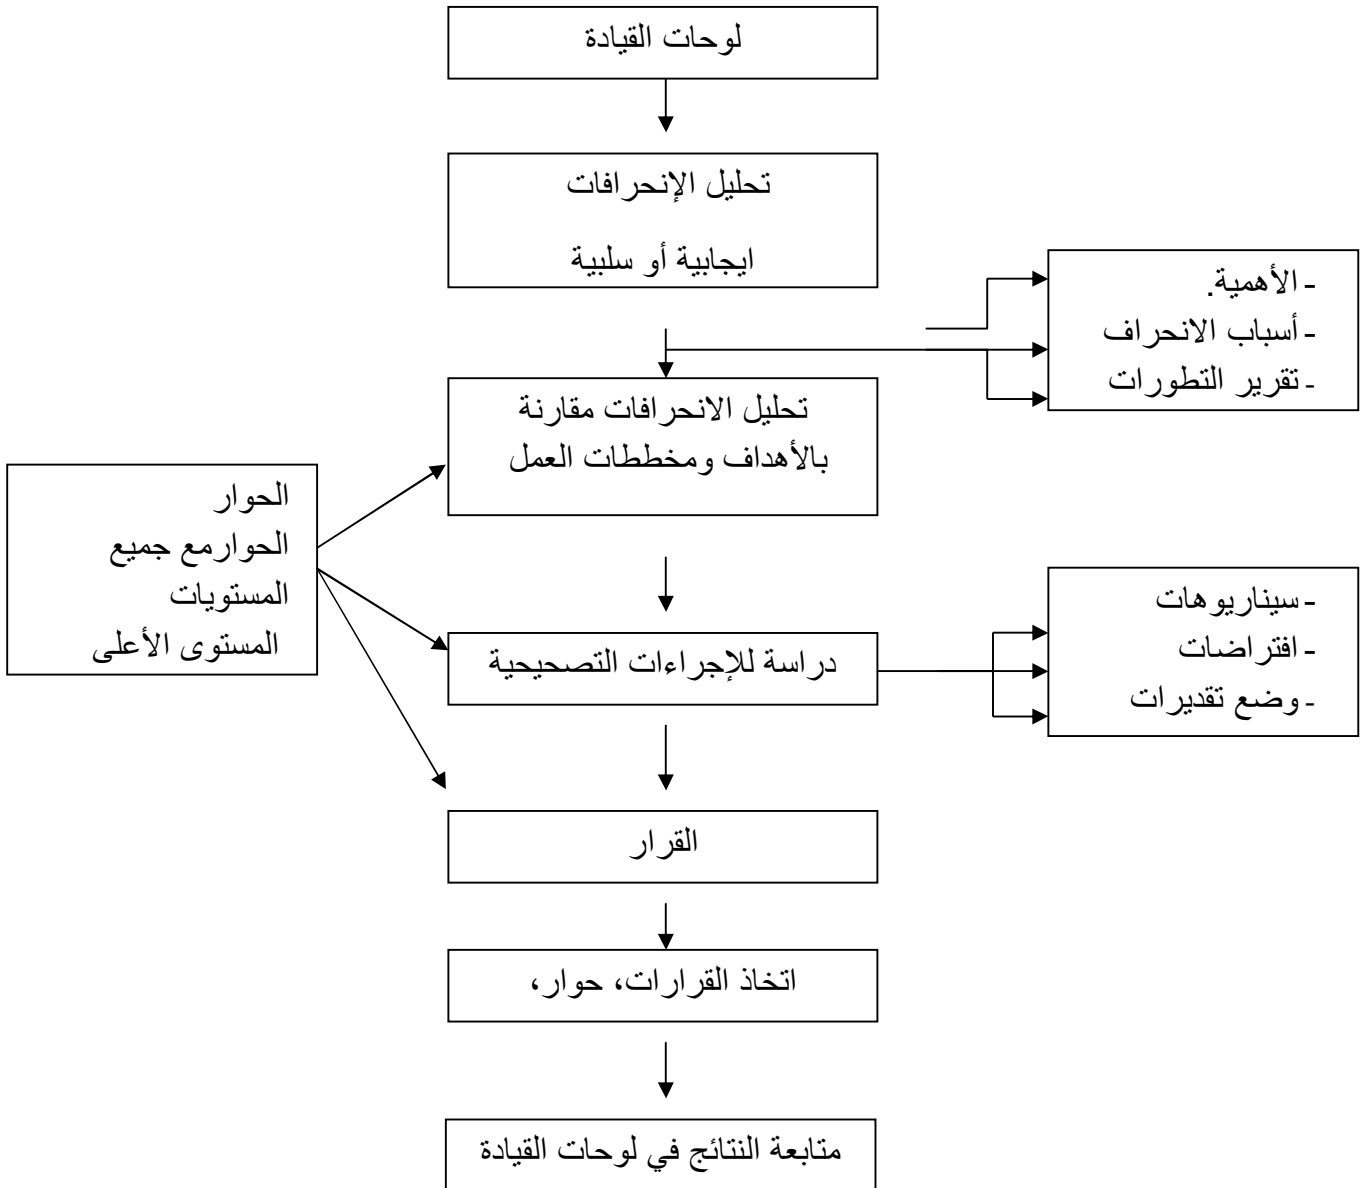 لوحات القيادة
تحليل الإنحرافات
ايجابية أو سلبية
- الأهمية.
- أسباب الانحراف
- تقرير التطورات
تحليل الانحرافات مقارنة
بالأهداف ومخططات العمل
الحوار
الحوارمع جميع
المستويات
المستوى الأعلى
- سيناريوهات
- افتراضات
- وضع تقديرات
دراسة للإجراءات التصحيحية
القرار
اتخاذ القرارات، حوار،
متابعة النتائج في لوحات القيادة